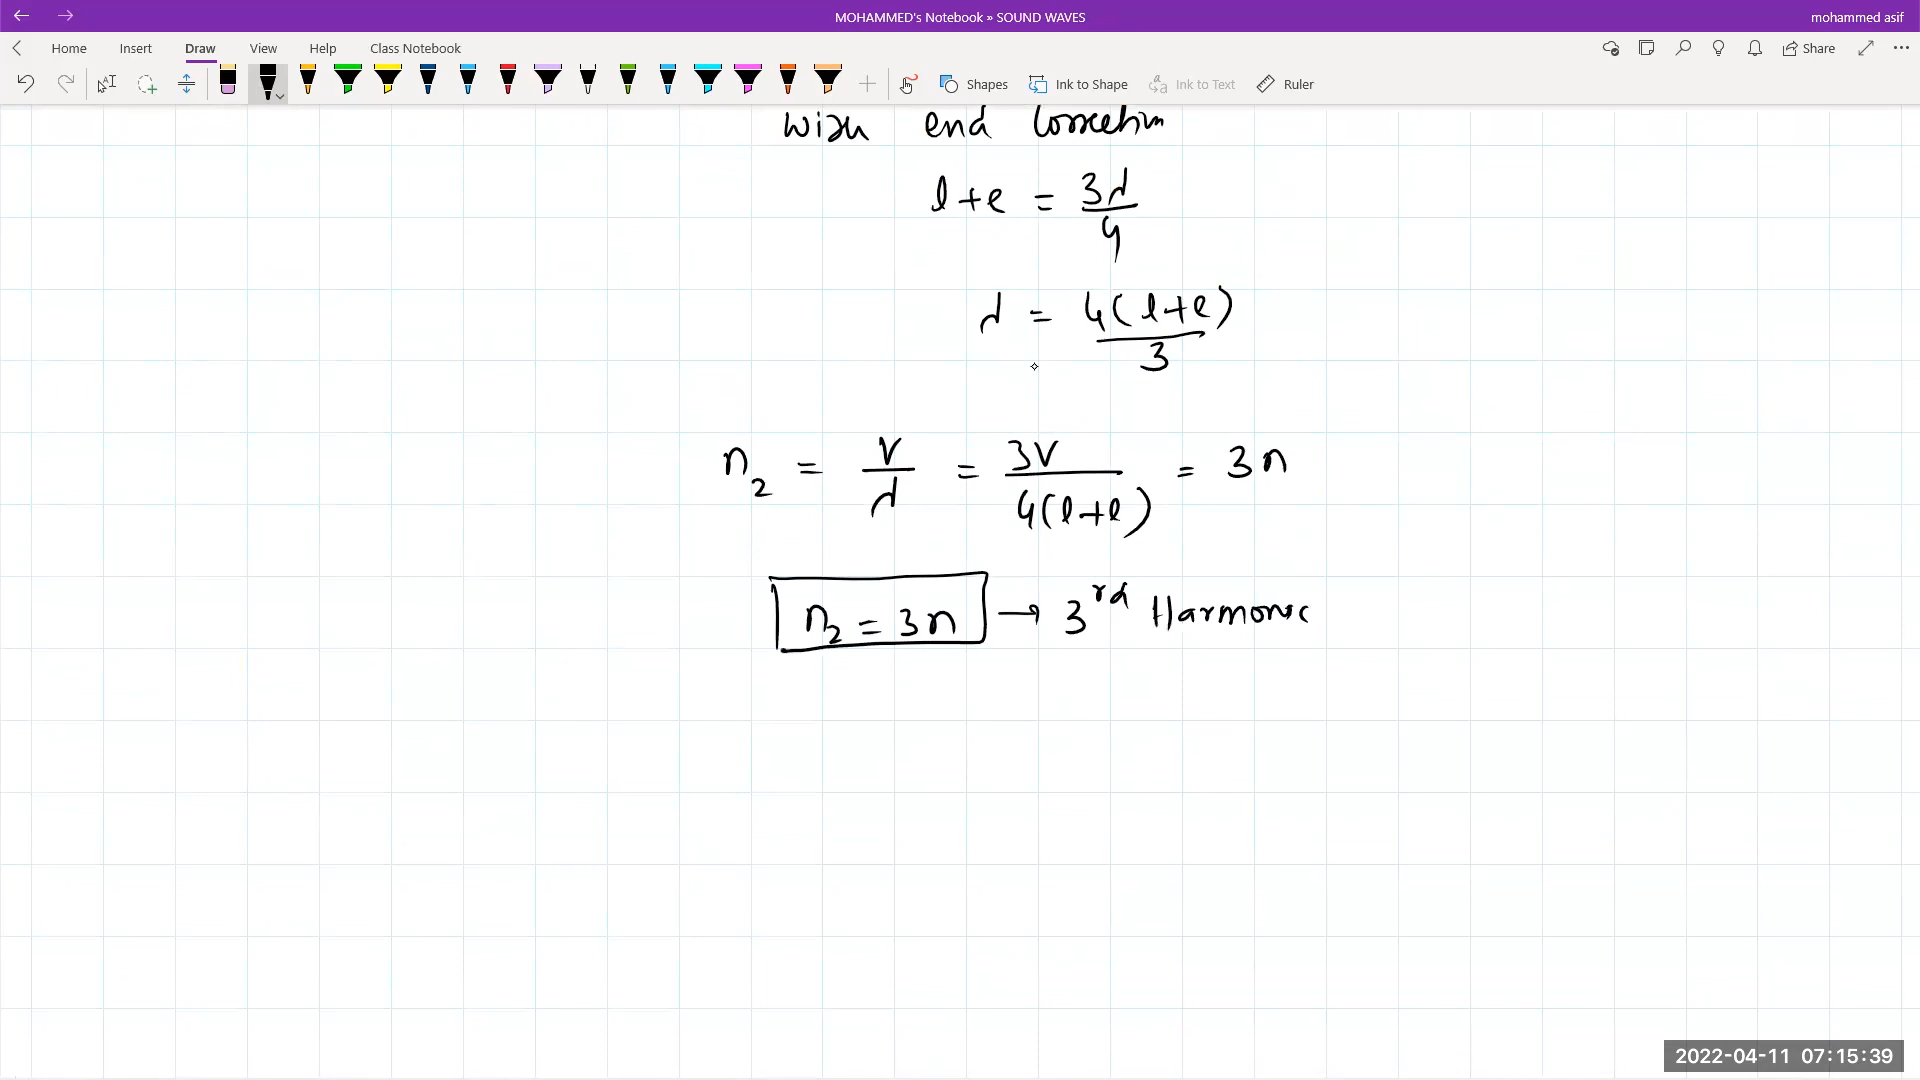 MOHAMMED's Notebook » SOUND WAVES
mohammed asif
Home Insert Draw View Help Class Notebook
Share
Shapes Ink to Shape Ink to Text Ruler
with end correction
l+e = 3λ/4
λ = 4(l+e)/3
n₂ = v/λ = 3v/4(l+e) = 3n
n₂ = 3n → 3rd Harmonic
2022-04-11 07:15:39